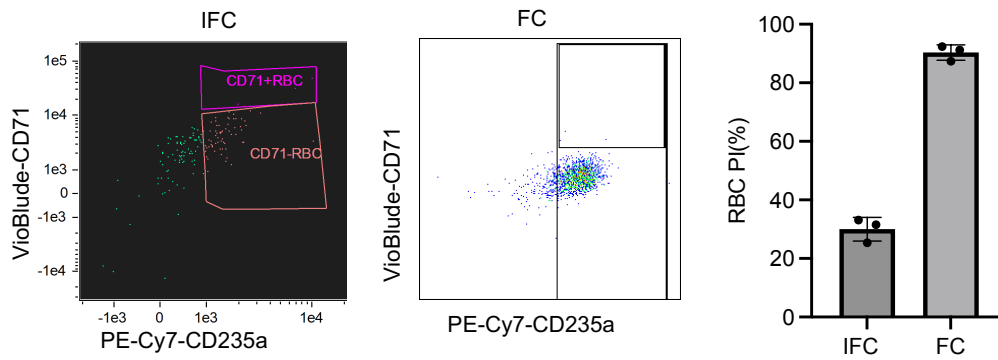 IFC
VioBlude-CD71
1e5
1e4
1e3
0
-1e3
-1e4
CD71+RBC
CD71-RBC
-1e3
0
1e3
1e4
PE-Cy7-CD235a
FC
VioBlude-CD71
PE-Cy7-CD235a
RBC PI(%)
100
80
60
40
20
0
IFC
FC